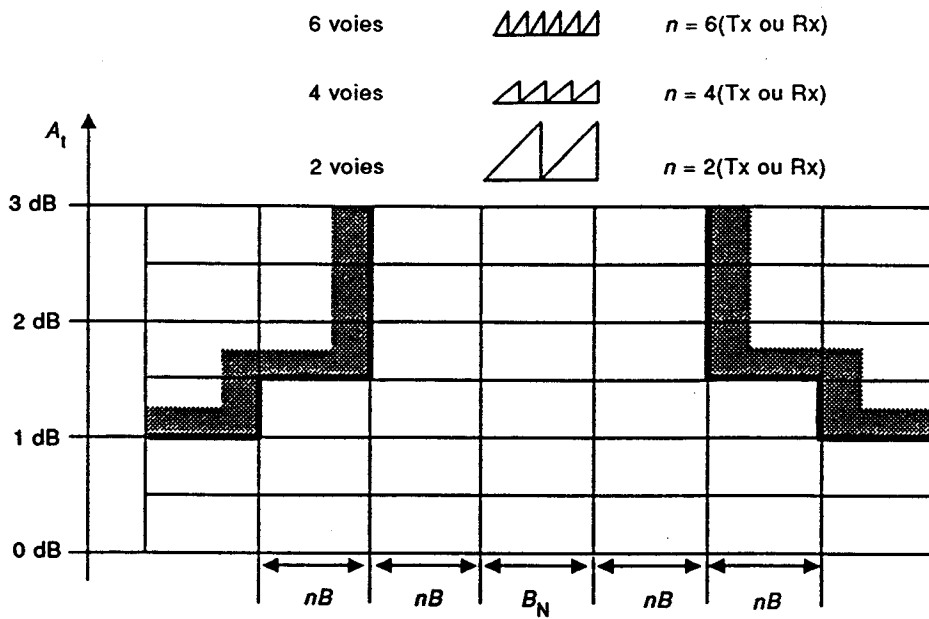 6 voies n = 6(Tx ou Rx)
4 voies n = 4(Tx ou Rx)
2 voies n = 2(Tx ou Rx)
At
3 dB
2 dB
1 dB
0 dB
nB nB BN nB nB